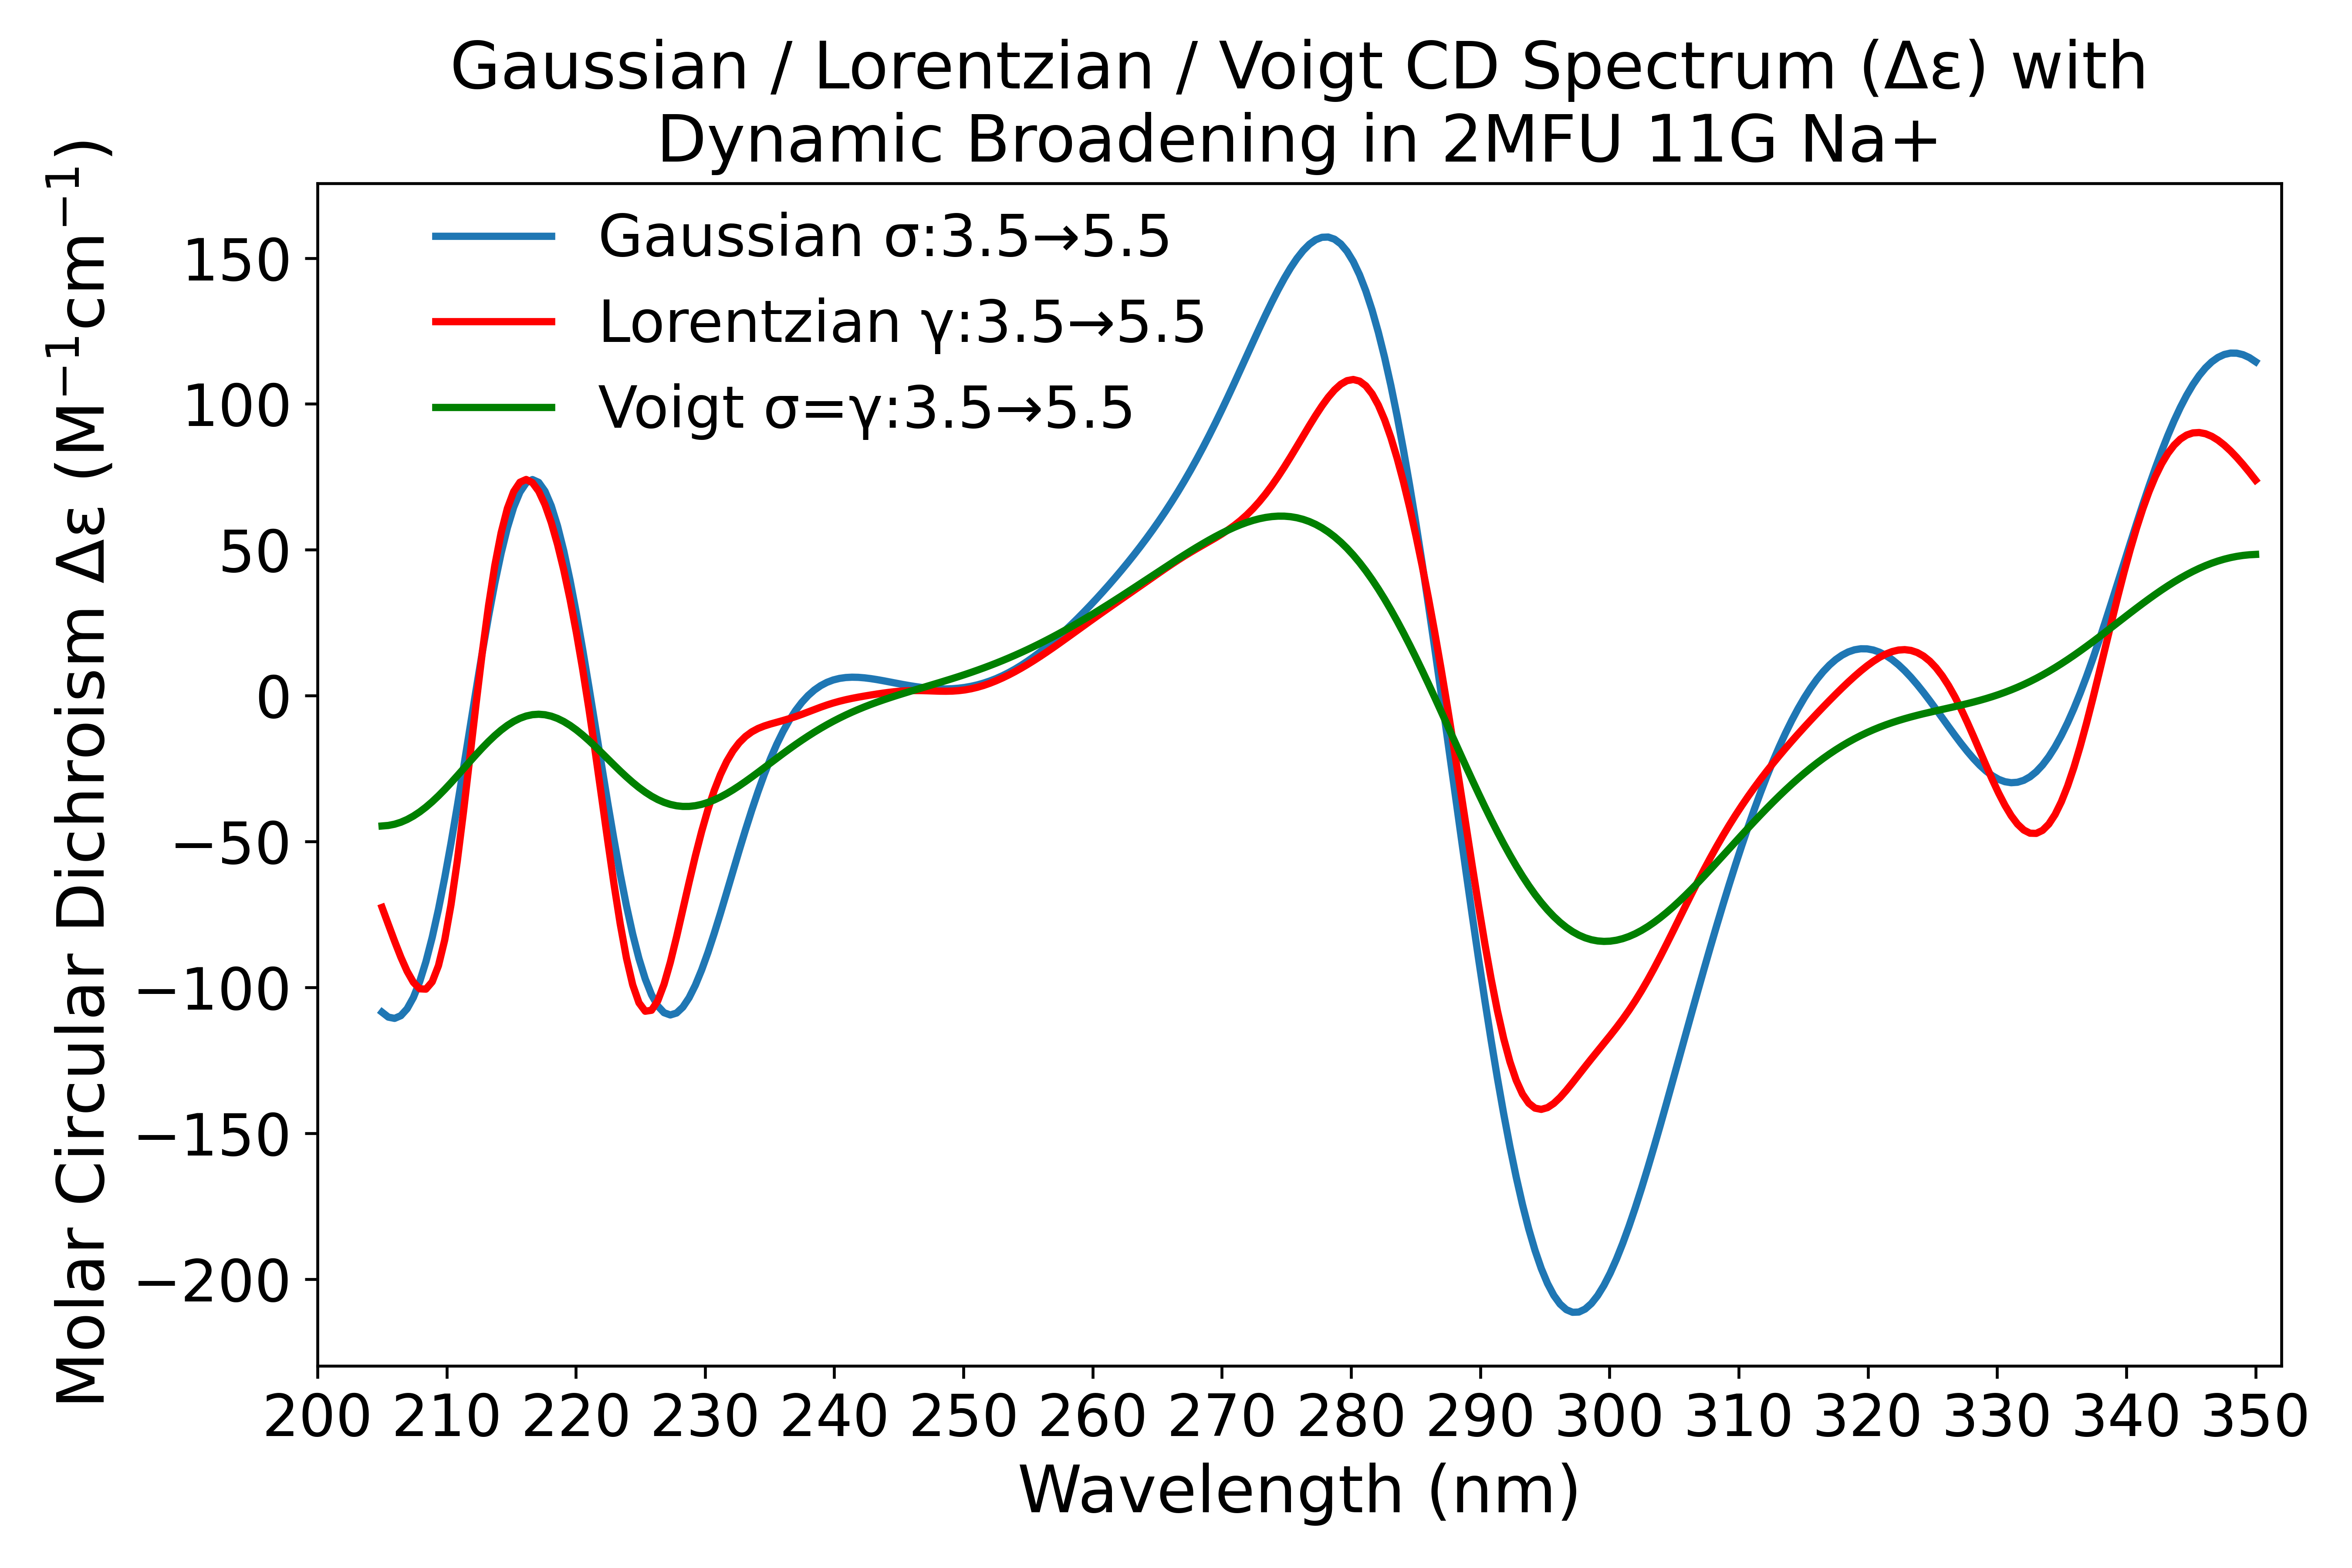 Gaussian / Lorentzian / Voigt CD Spectrum (Δε) with
Dynamic Broadening in 2MFU 11G Na+
Molar Circular Dichroism Δε (M⁻¹cm⁻¹)
Gaussian σ:3.5→5.5
Lorentzian γ:3.5→5.5
Voigt σ=γ:3.5→5.5
150
100
50
0
−50
−100
−150
−200
200 210 220 230 240 250 260 270 280 290 300 310 320 330 340 350
Wavelength (nm)